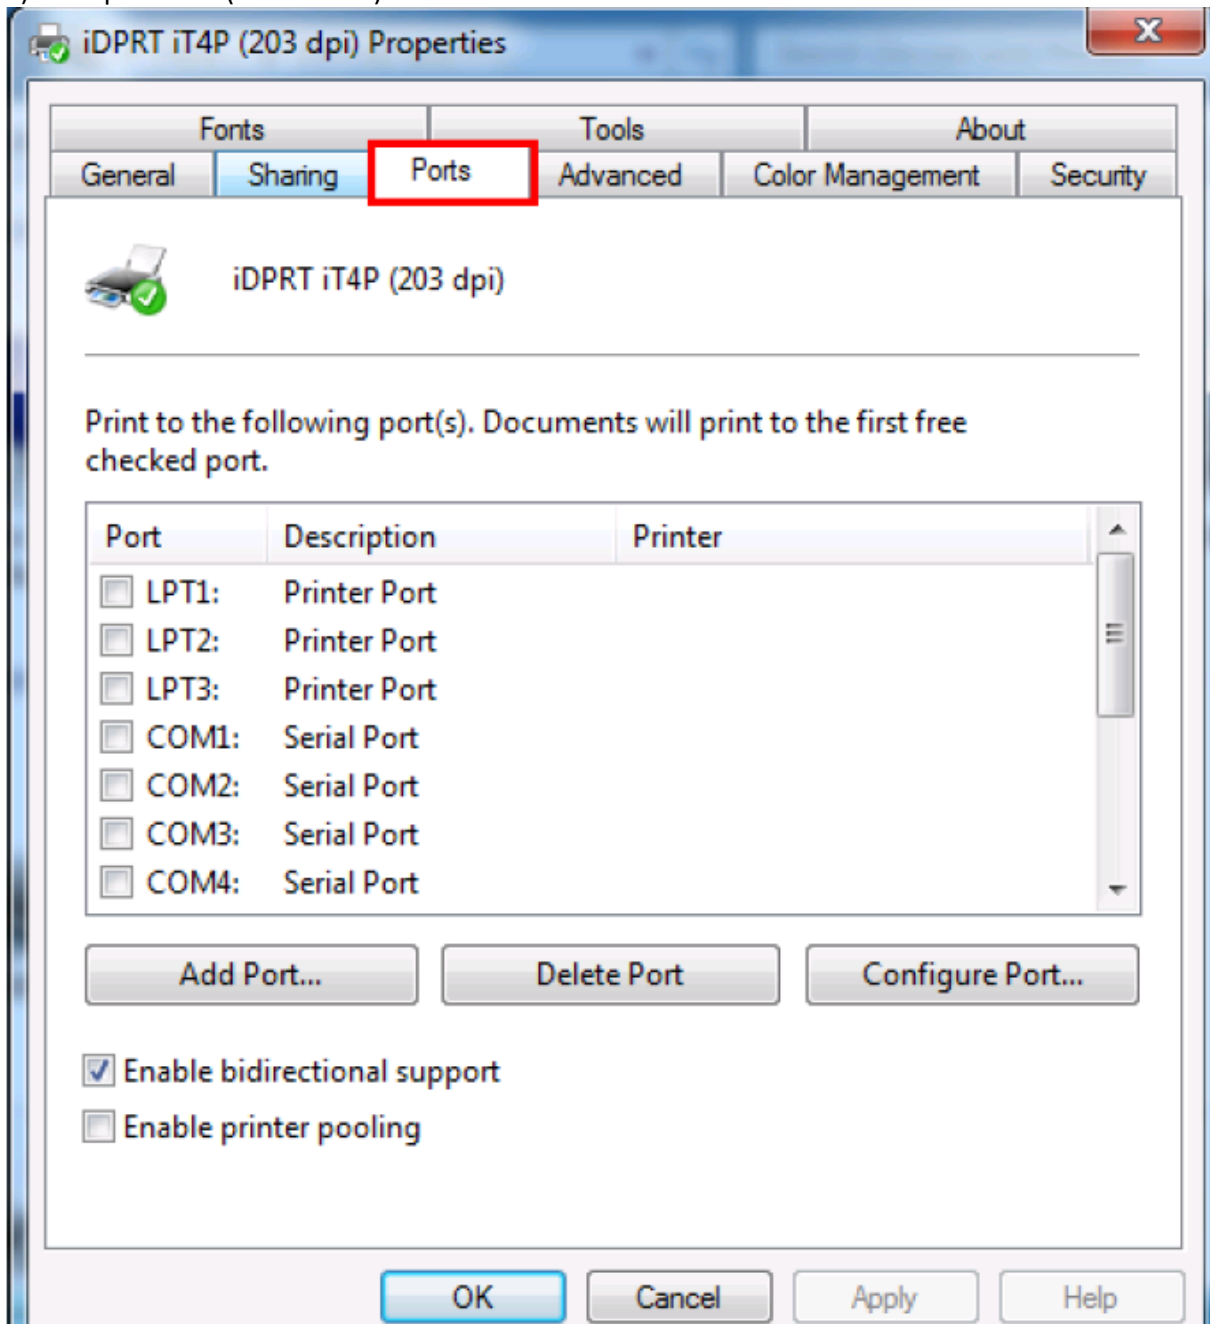 iDPRT iT4P (203 dpi) Properties
Fonts Tools About
General Sharing Ports Advanced Color Management Security
iDPRT iT4P (203 dpi)
Print to the following port(s). Documents will print to the first free
checked port.
Port Description Printer
LPT1: Printer Port
LPT2: Printer Port
LPT3: Printer Port
COM1: Serial Port
COM2: Serial Port
COM3: Serial Port
COM4: Serial Port
Add Port... Delete Port Configure Port...
Enable bidirectional support
Enable printer pooling
OK Cancel Apply Help